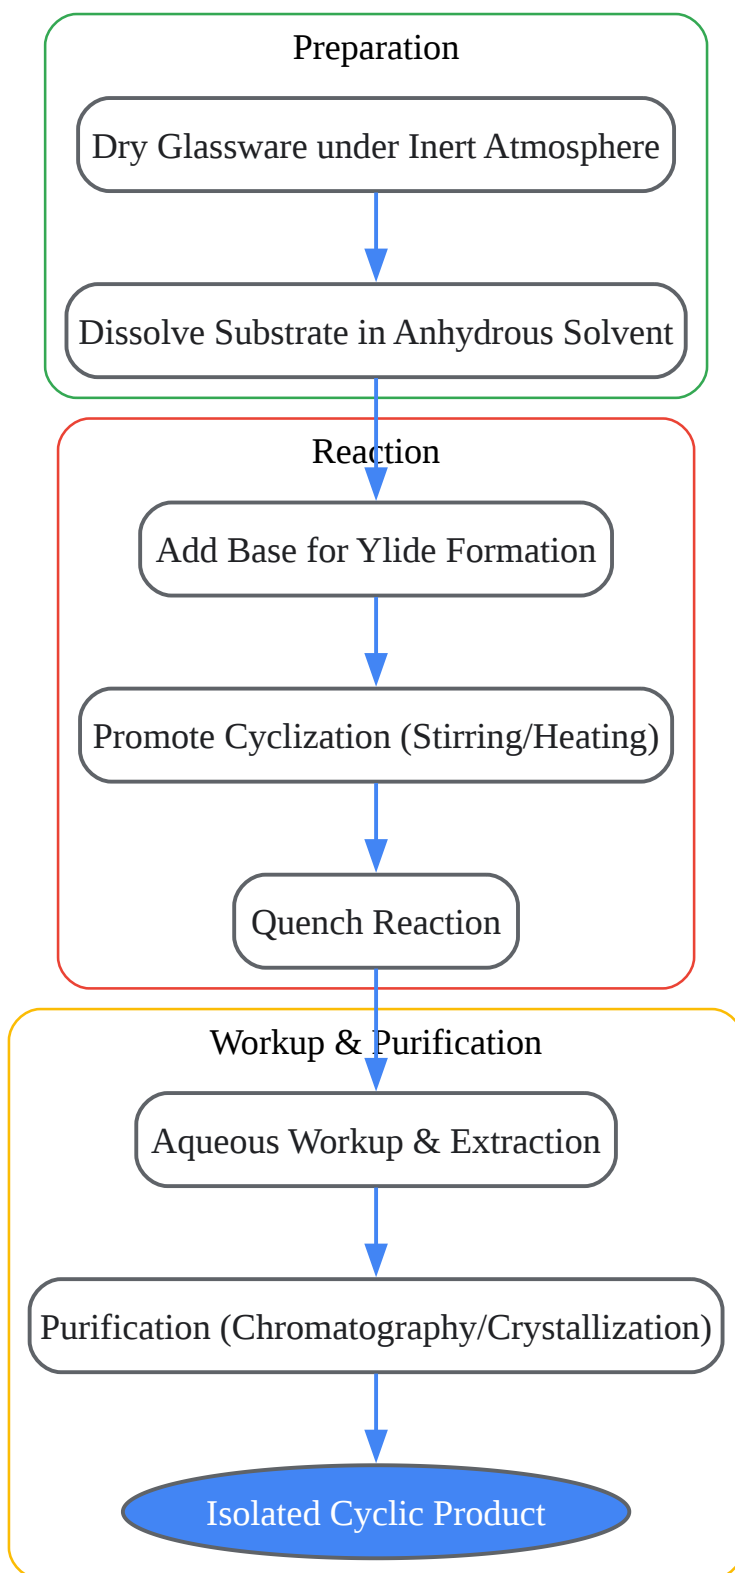 Preparation
Dry Glassware under Inert Atmosphere
Dissolve Substrate in Anhydrous Solvent
Reaction
Add Base for Ylide Formation
Promote Cyclization (Stirring/Heating)
Quench Reaction
Workup & Purification
Aqueous Workup & Extraction
Purification (Chromatography/Crystallization)
Isolated Cyclic Product